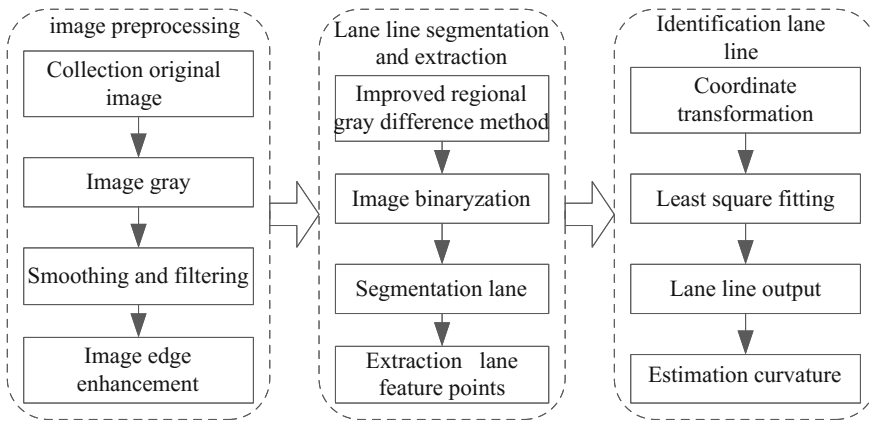 image preprocessing
Collection original
image
Image gray
Smoothing and filtering
Image edge
enhancement
Lane line segmentation
and extraction
Improved regional
gray difference method
Image binaryzation
Segmentation lane
Extraction lane
feature points
Identification lane
line
Coordinate
transformation
Least square fitting
Lane line output
Estimation curvature